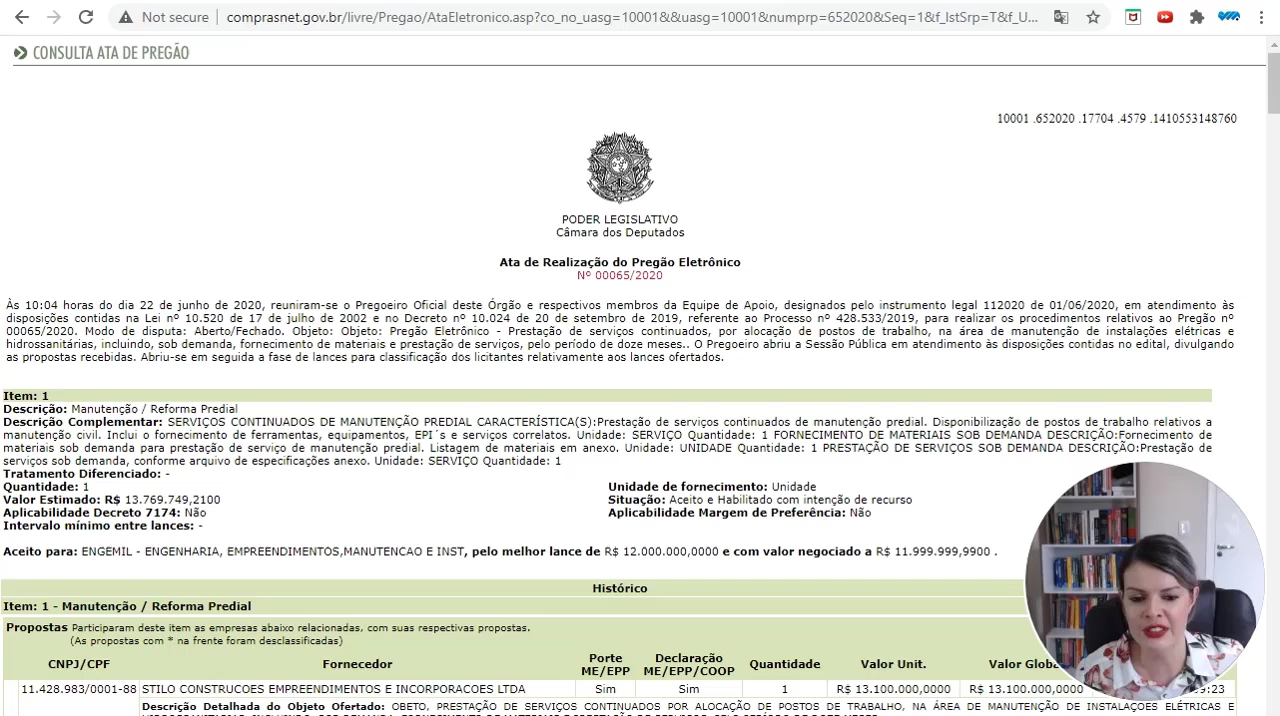 Not secure
comprasnet.gov.br/livre/Pregao/AtaEletronico.asp?co_no_uasg=10001&&uasg=10001&numprp=652020&Seq=1&f_lstSrp=T&f_U...
CONSULTA ATA DE PREGÃO
10001 .652020 .17704 .4579 .1410553148760
PODER LEGISLATIVO
Câmara dos Deputados
Ata de Realização do Pregão Eletrônico
Nº 00065/2020
Às 10:04 horas do dia 22 de junho de 2020, reuniram-se o Pregoeiro Oficial deste Órgão e respectivos membros da Equipe de Apoio, designados pelo instrumento legal 112020 de 01/06/2020, em atendimento às
disposições contidas na Lei nº 10.520 de 17 de julho de 2002 e no Decreto nº 10.024 de 20 de setembro de 2019, referente ao Processo nº 428.533/2019, para realizar os procedimentos relativos ao Pregão nº
00065/2020. Modo de disputa: Aberto/Fechado. Objeto: Objeto: Pregão Eletrônico - Prestação de serviços continuados, por alocação de postos de trabalho, na área de manutenção de instalações elétricas e
hidrossanitárias, incluindo, sob demanda, fornecimento de materiais e prestação de serviços, pelo período de doze meses.. O Pregoeiro abriu a Sessão Pública em atendimento às disposições contidas no edital, divulgando
as propostas recebidas. Abriu-se em seguida a fase de lances para classificação dos licitantes relativamente aos lances ofertados.
Item: 1
Descrição: Manutenção / Reforma Predial
Descrição Complementar: SERVIÇOS CONTINUADOS DE MANUTENÇÃO PREDIAL CARACTERÍSTICA(S):Prestação de serviços continuados de manutenção predial. Disponibilização de postos de trabalho relativos a
manutenção civil. Inclui o fornecimento de ferramentas, equipamentos, EPI´s e serviços correlatos. Unidade: SERVIÇO Quantidade: 1 FORNECIMENTO DE MATERIAIS SOB DEMANDA DESCRIÇÃO:Fornecimento de
materiais sob demanda para prestação de serviço de manutenção predial. Listagem de materiais em anexo. Unidade: UNIDADE Quantidade: 1 PRESTAÇÃO DE SERVIÇOS SOB DEMANDA DESCRIÇÃO:Prestação de
serviços sob demanda, conforme arquivo de especificações anexo. Unidade: SERVIÇO Quantidade: 1
Tratamento Diferenciado: -
Quantidade: 1 Unidade de fornecimento: Unidade
Valor Estimado: R$ 13.769.749,2100 Situação: Aceito e Habilitado com intenção de recurso
Aplicabilidade Decreto 7174: Não Aplicabilidade Margem de Preferência: Não
Intervalo mínimo entre lances: -
Aceito para: ENGEMIL - ENGENHARIA, EMPREENDIMENTOS,MANUTENCAO E INST, pelo melhor lance de R$ 12.000.000,0000 e com valor negociado a R$ 11.999.999,9900 .
Histórico
Item: 1 - Manutenção / Reforma Predial
Propostas Participaram deste item as empresas abaixo relacionadas, com suas respectivas propostas.
(As propostas com * na frente foram desclassificadas)
CNPJ/CPF Fornecedor Porte ME/EPP Declaração ME/EPP/COOP Quantidade Valor Unit. Valor Globa
11.428.983/0001-88 STILO CONSTRUCOES EMPREENDIMENTOS E INCORPORACOES LTDA Sim Sim 1 R$ 13.100.000,0000 R$ 13.100.000,0000
Descrição Detalhada do Objeto Ofertado: OBETO, PRESTAÇÃO DE SERVIÇOS CONTINUADOS POR ALOCAÇÃO DE POSTOS DE TRABALHO, NA ÁREA DE MANUTENÇÃO DE INSTALAÇÕES ELÉTRICAS E